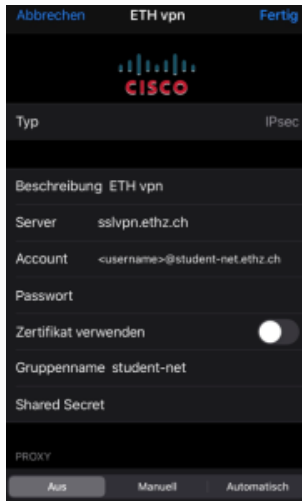 Abbrechen ETH vpn Fertig
CISCO
Typ IPsec
Beschreibung ETH vpn
Server sslvpn.ethz.ch
Account <username>@student-net.ethz.ch
Passwort
Zertifikat verwenden
Gruppenname student-net
Shared Secret
PROXY
Aus Manuell Automatisch